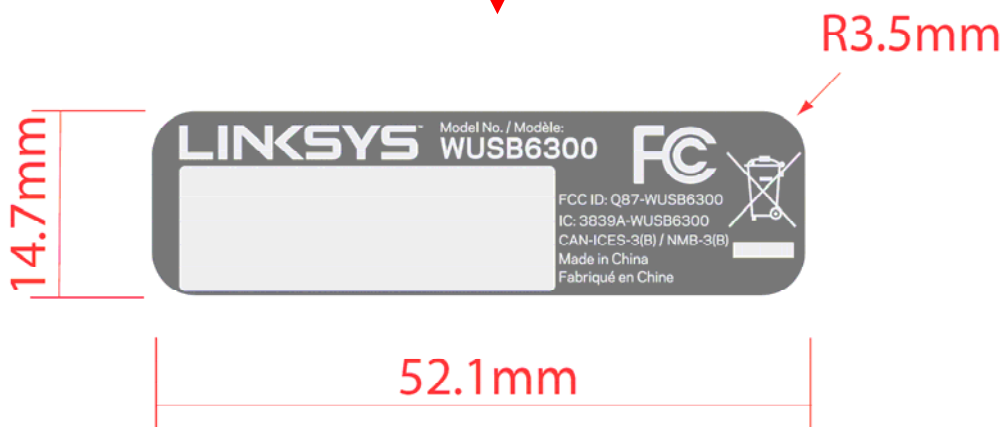 R3.5mm
14.7mm
LINKSYS
Model No. / Modèle:
WUSB6300
FC
FCC ID: Q87-WUSB6300
IC: 3839A-WUSB6300
CAN-ICES-3(B) / NMB-3(B)
Made in China
Fabriqué en Chine
52.1mm